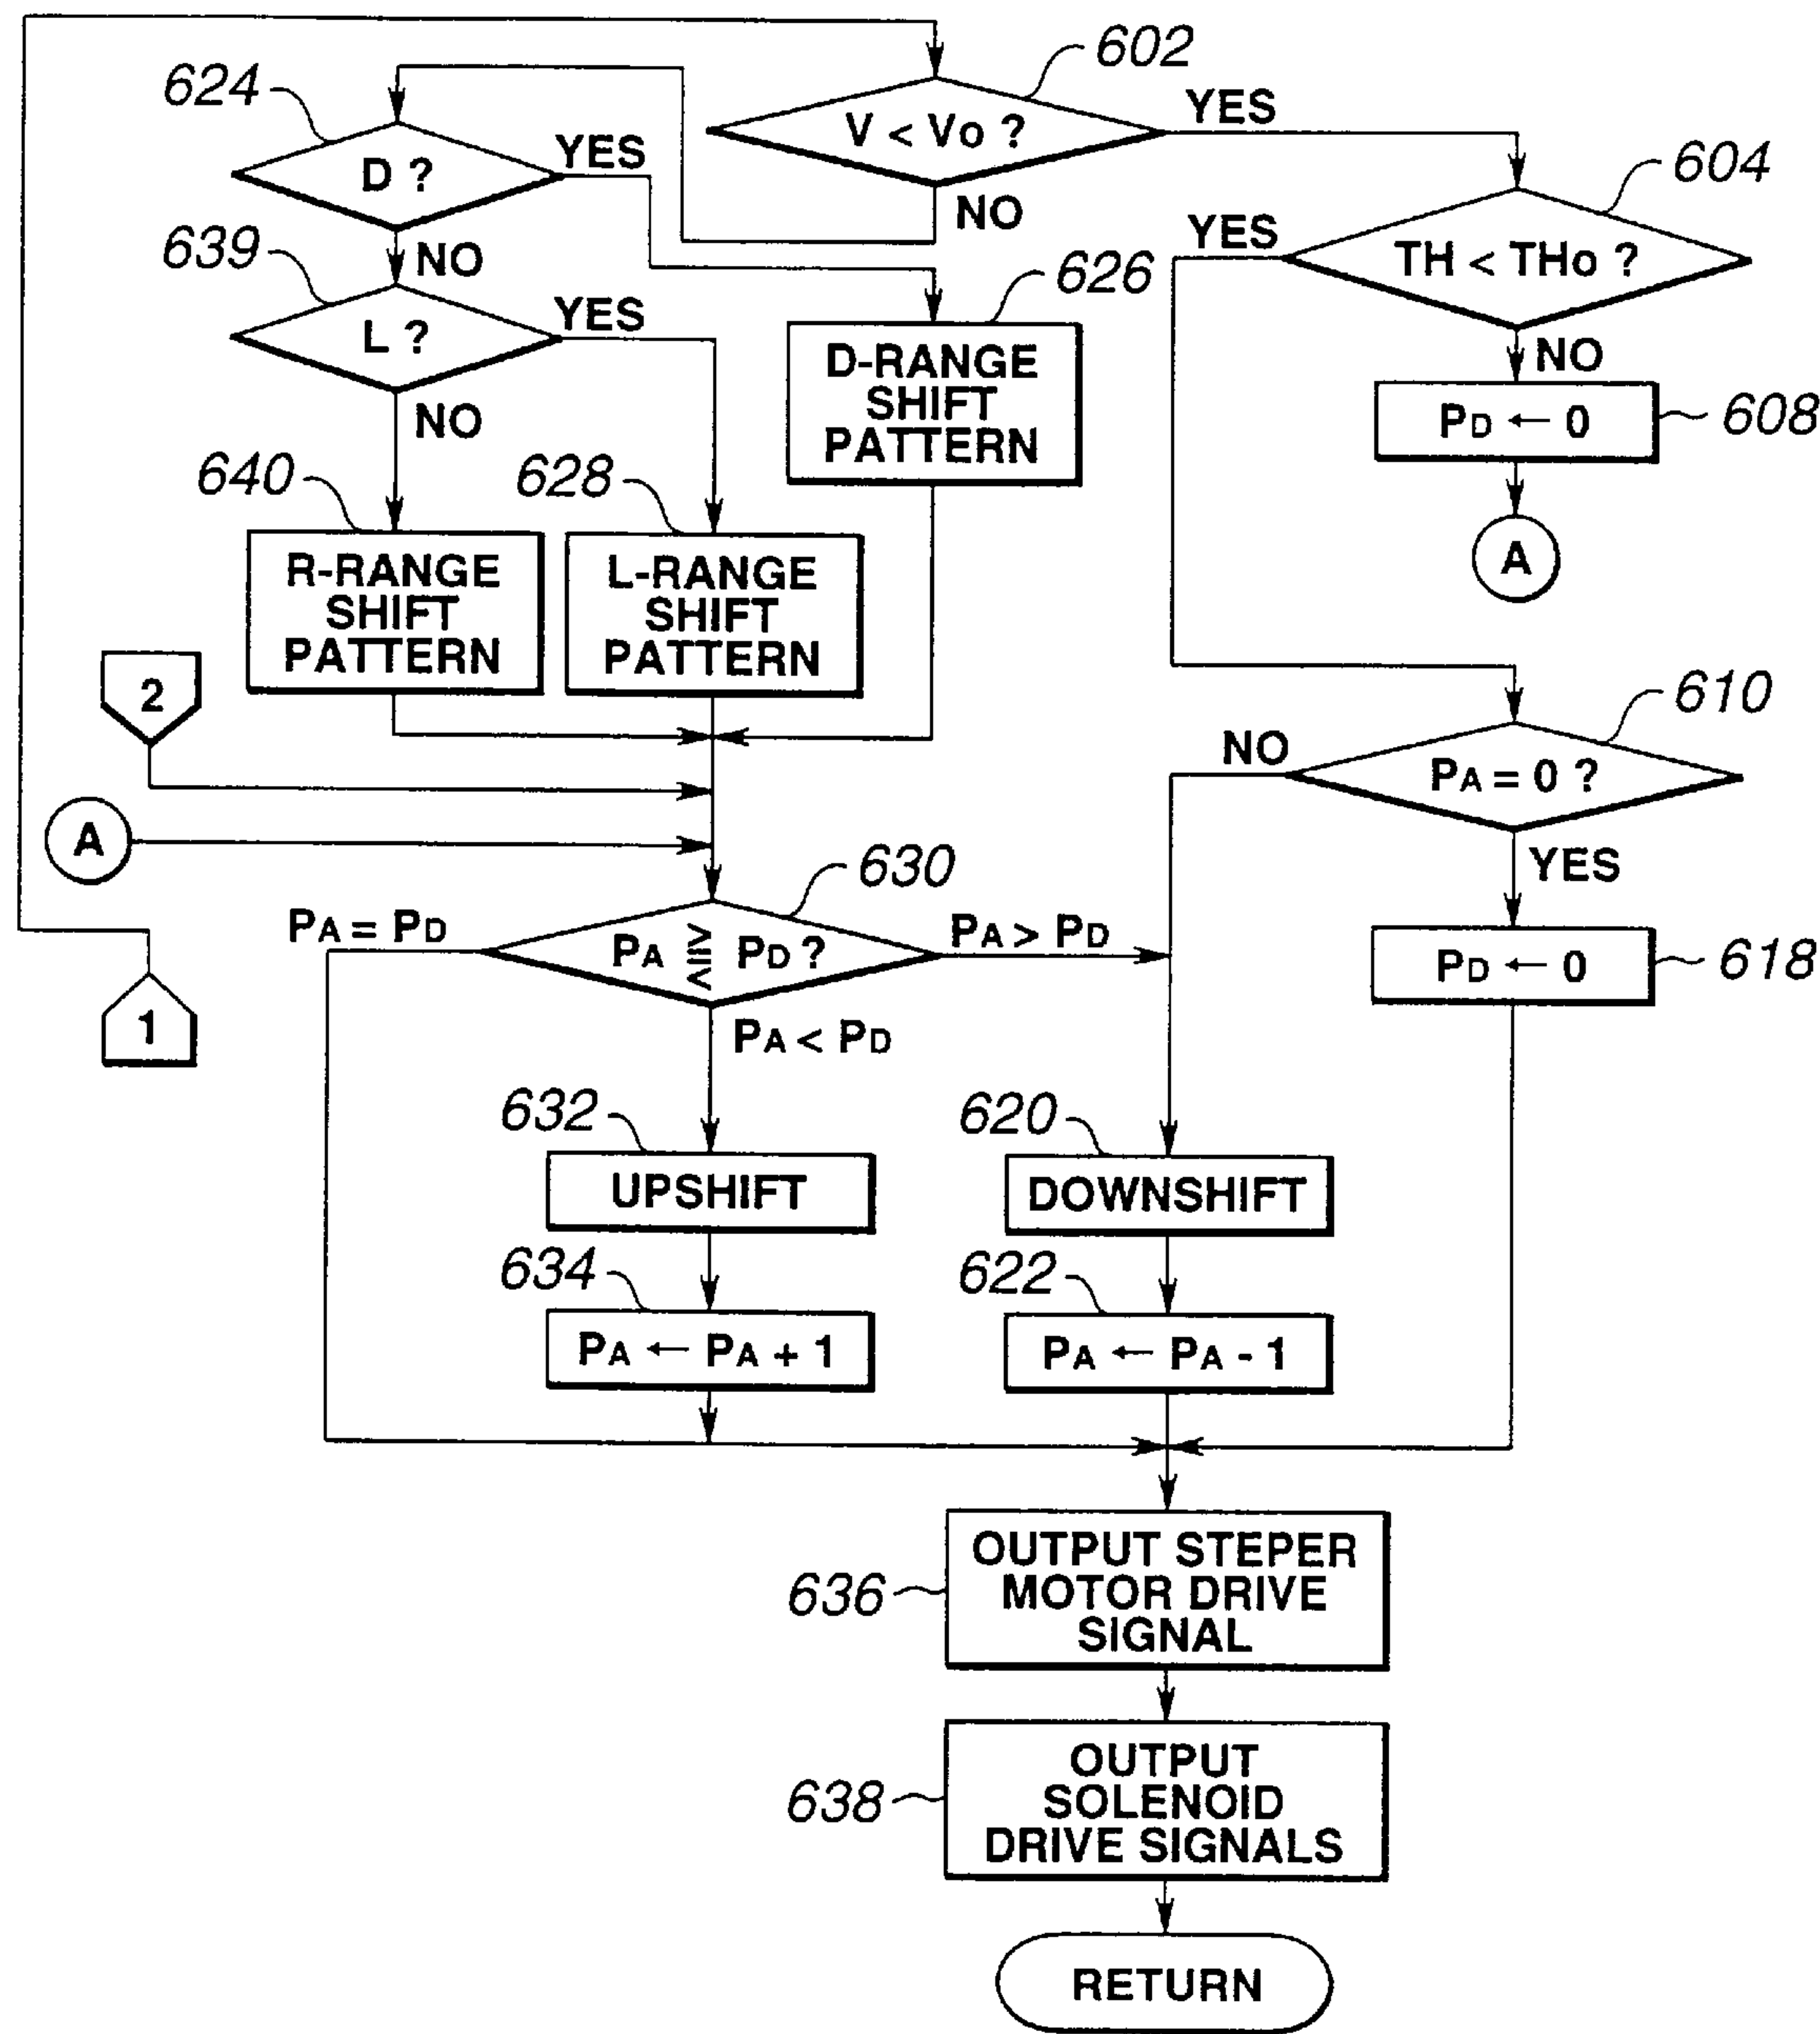 602
V < Vo ?
YES
NO
624
D ?
YES
NO
604
TH < THo ?
YES
NO
639
L ?
YES
NO
626
D-RANGE
SHIFT
PATTERN
608
PD ← 0
A
640
R-RANGE
SHIFT
PATTERN
628
L-RANGE
SHIFT
PATTERN
2
610
PA = 0 ?
NO
YES
A
630
PA ⋚ PD ?
PA = PD
PA > PD
PA < PD
618
PD ← 0
1
632
UPSHIFT
620
DOWNSHIFT
634
PA ← PA + 1
622
PA ← PA - 1
636
OUTPUT STEPER
MOTOR DRIVE
SIGNAL
638
OUTPUT
SOLENOID
DRIVE SIGNALS
RETURN